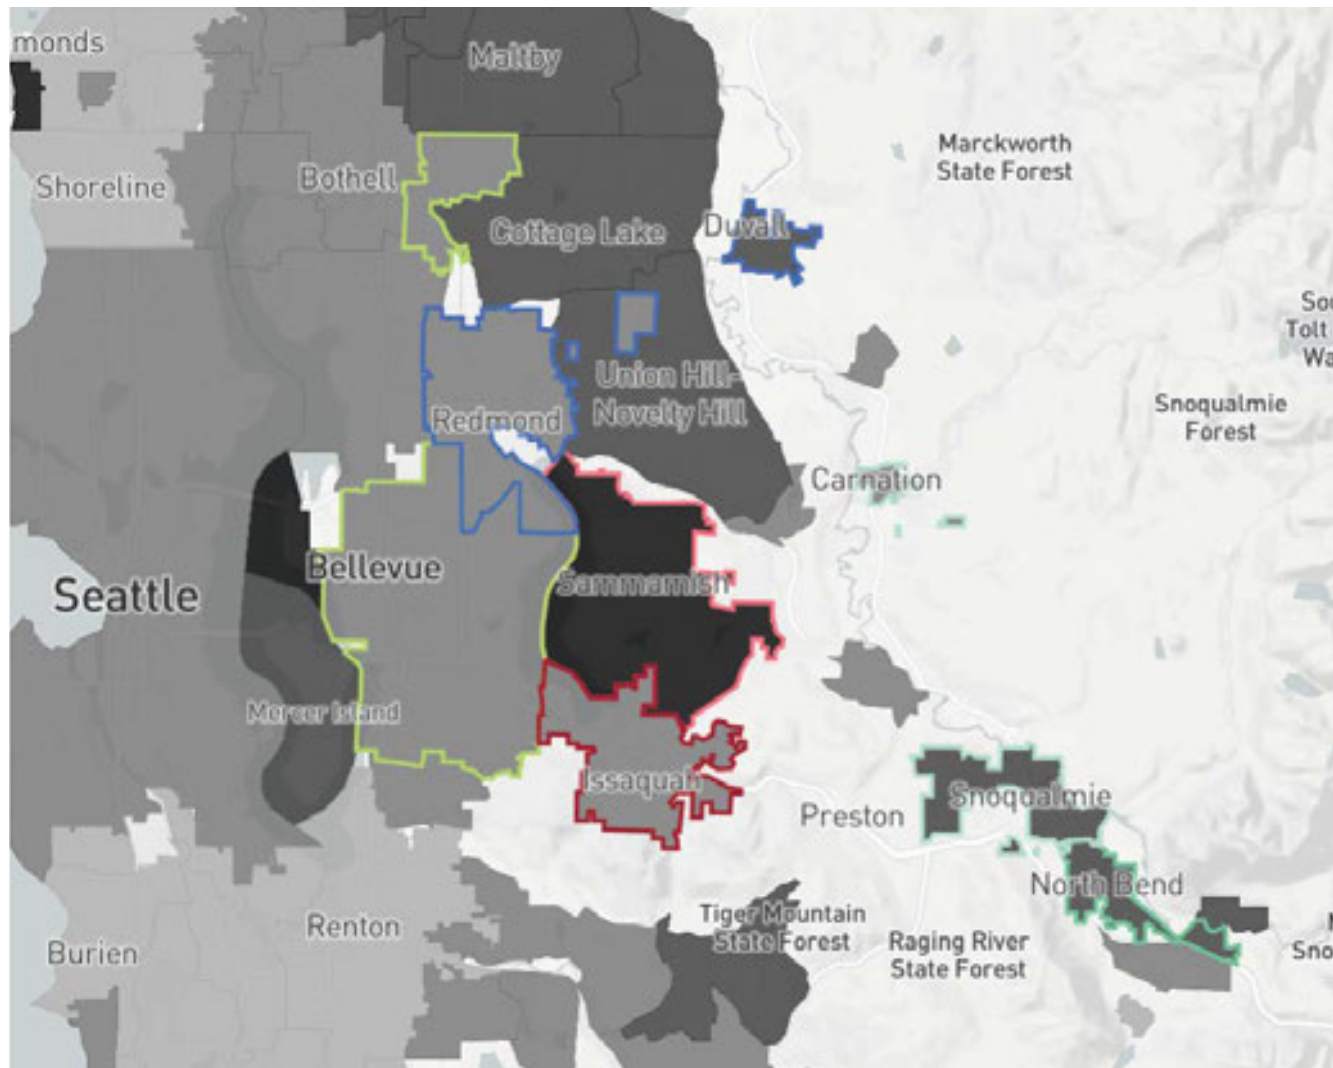 monds
Maltby
Marckworth
State Forest
Shoreline
Bothell
Cottage Lake
Duvall
Tolt
Union Hill-
Novelty Hill
Redmond
Snoqualmie
Forest
Carnation
Bellevue
Seattle
Sammamish
Mercer Island
Issaquah
Snoqualmie
Preston
North Bend
Tiger Mountain
State Forest
Raging River
State Forest
Renton
Burien
Sno